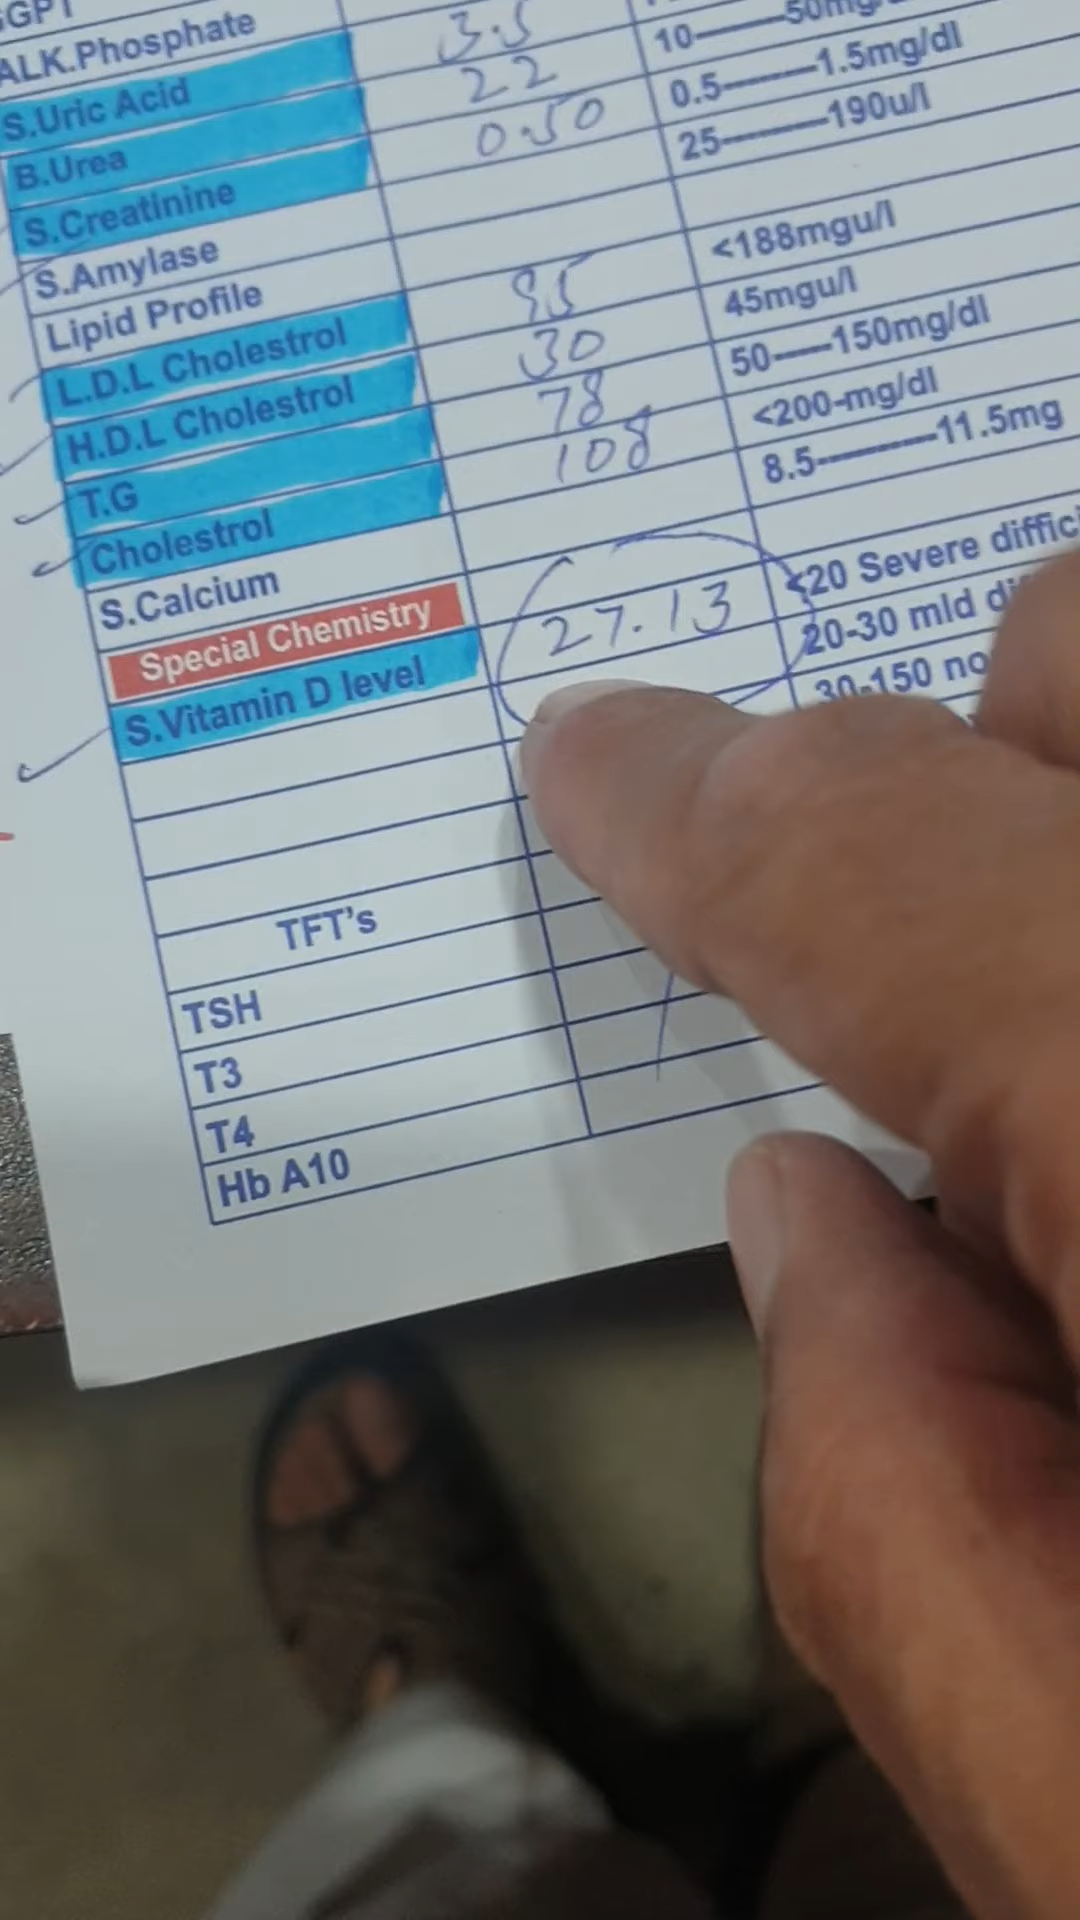 SGPT
ALK.Phosphate
S.Uric Acid 3.5 10——50mg
B.Urea 22 0.5——1.5mg/dl
S.Creatinine 0.50 25——190u/l
S.Amylase
Lipid Profile <188mgu/l
L.D.L Cholestrol 95 45mgu/l
H.D.L Cholestrol 30 50——150mg/dl
T.G 78 <200-mg/dl
Cholestrol 108 8.5———11.5mg
S.Calcium
Special Chemistry <20 Severe
S.Vitamin D level 27.13 20-30 mld
30-150
TFT's
TSH
T3
T4
Hb A10